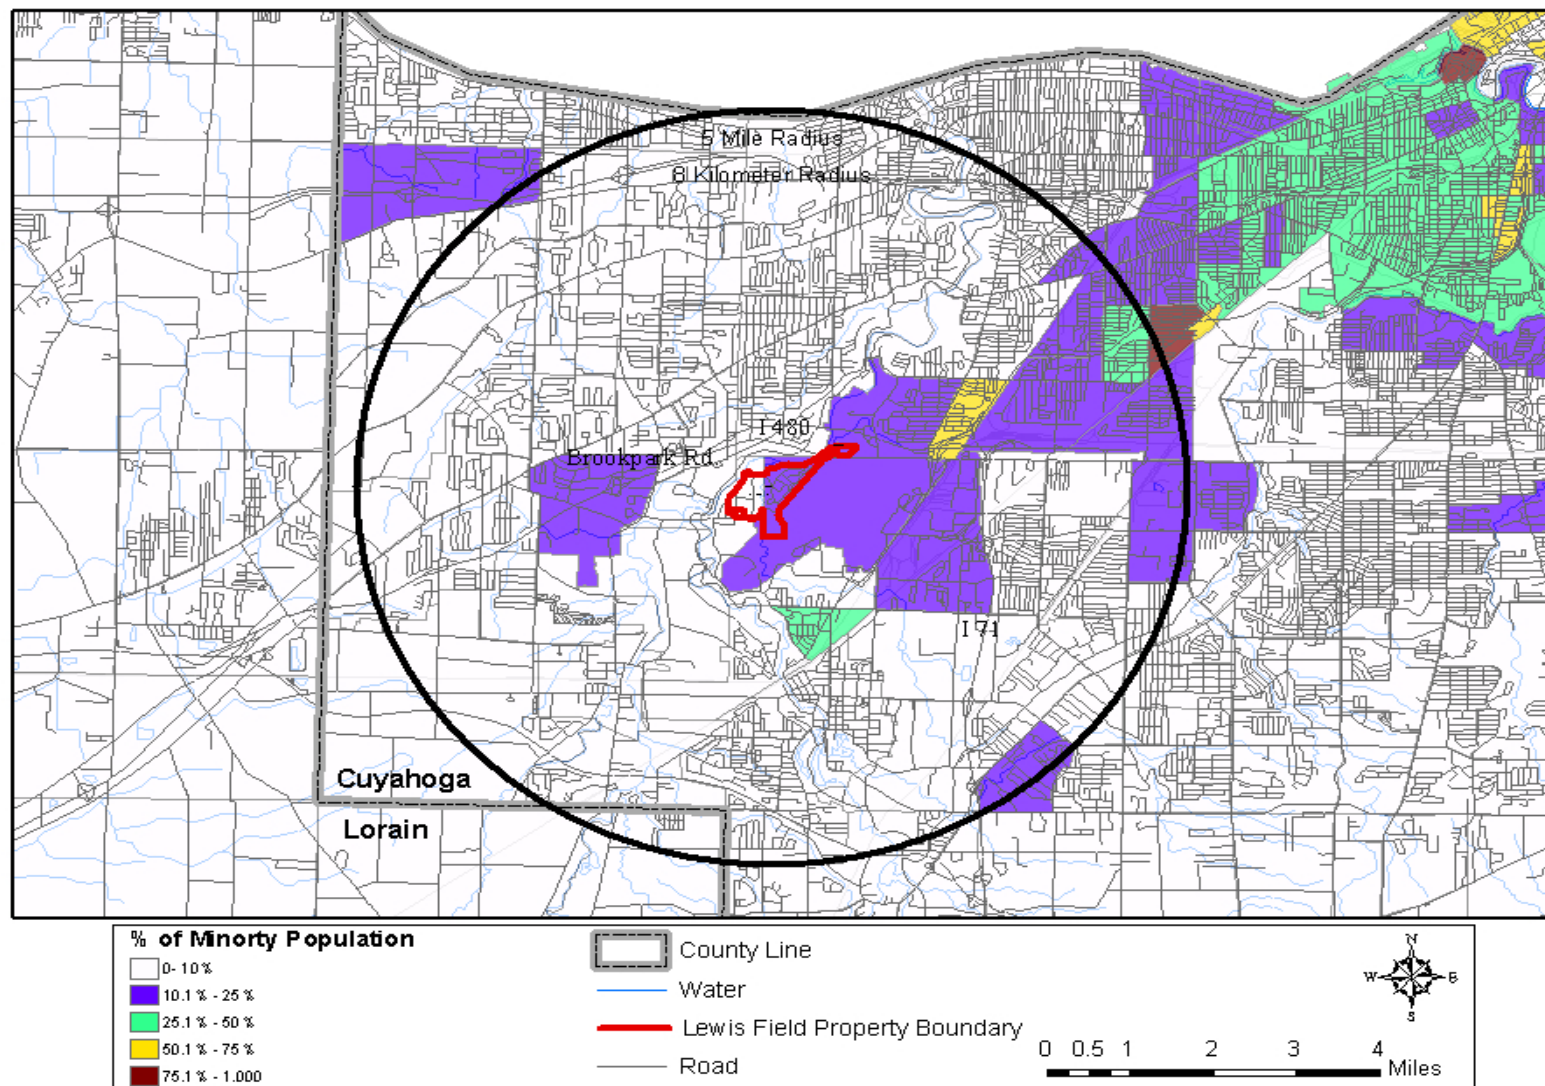 5 Mile Radius
8 Kilometer Radius
I 480
Brookpark Rd.
I 71
Cuyahoga
Lorain
% of Minorty Population
0- 10 %
10.1 % - 25 %
25.1 % - 50 %
50.1 % - 75 %
75.1 % - 1.000
County Line
Water
Lewis Field Property Boundary
Road
N
W E
S
0 0.5 1 2 3 4
Miles